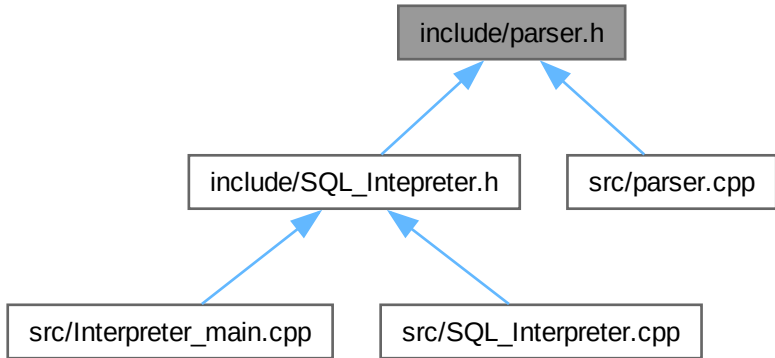 include/parser.h
include/SQL_Intepreter.h
src/parser.cpp
src/Interpreter_main.cpp
src/SQL_Interpreter.cpp